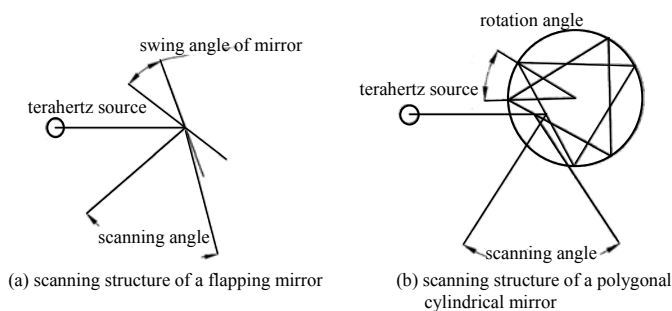 swing angle of mirror
terahertz source
scanning angle
(a) scanning structure of a flapping mirror
rotation angle
terahertz source
scanning angle
(b) scanning structure of a polygonal
cylindrical mirror